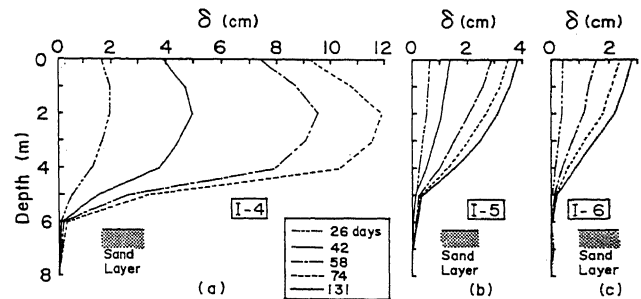 δ (cm)
δ (cm)
δ (cm)
0 2 4 6 8 10 12
0 2 4
0 2
Depth (m)
0
2
4
6
8
I-4
I-5
I-6
26 days
42
58
74
131
Sand
Layer
Sand
Layer
Sand
Layer
(a)
(b)
(c)